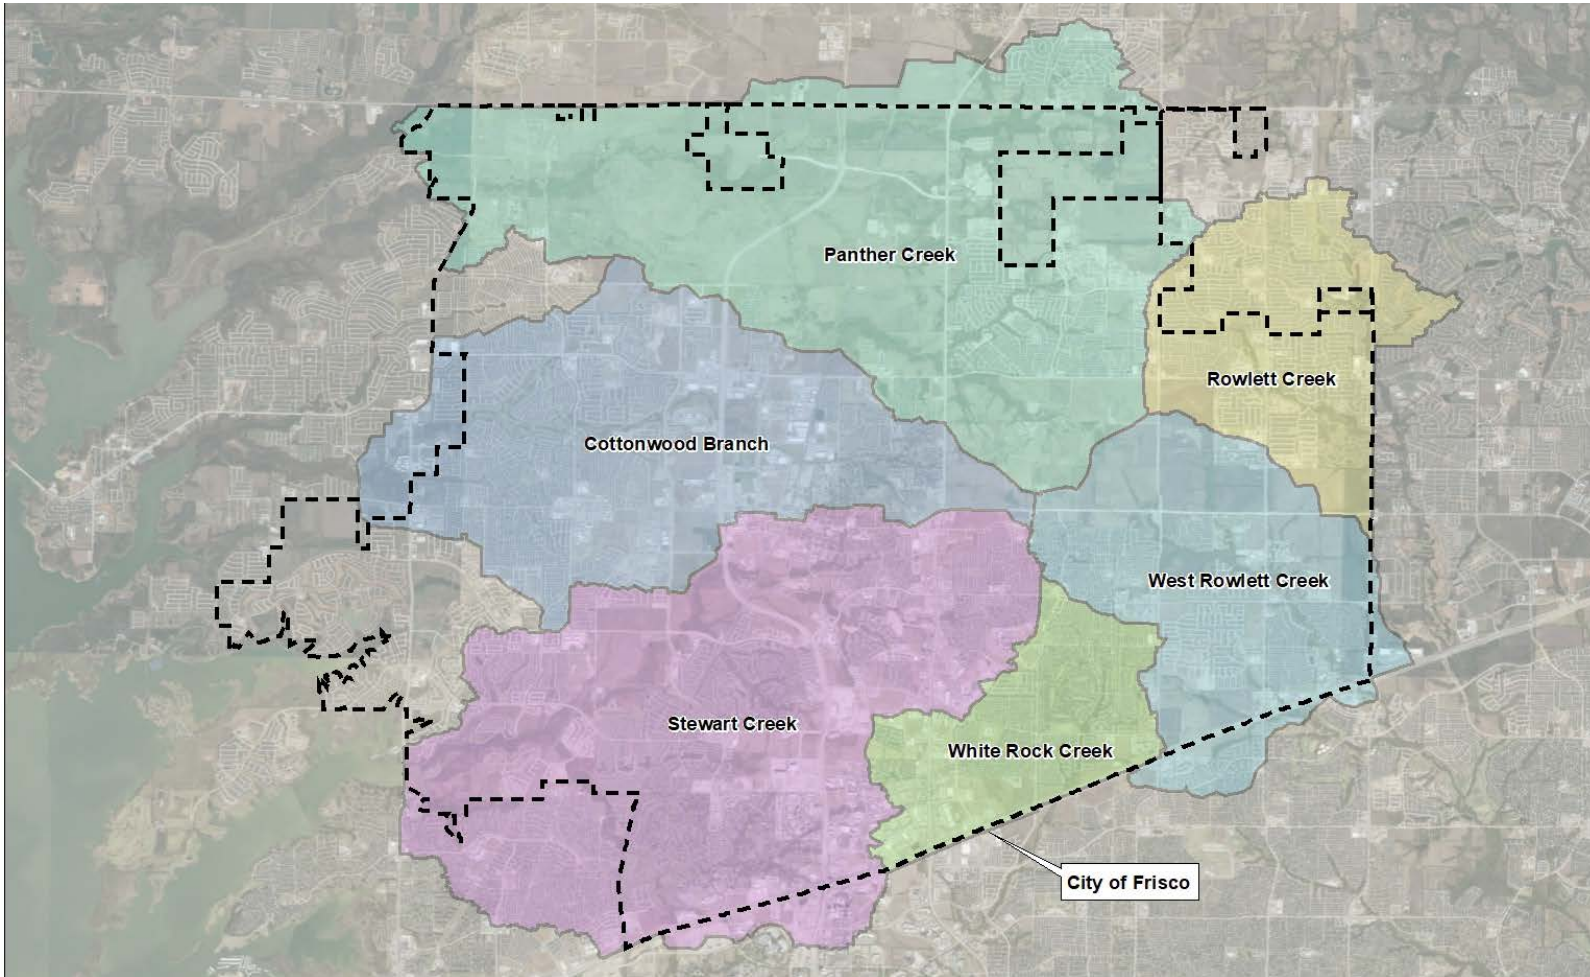 Panther Creek
Rowlett Creek
Cottonwood Branch
West Rowlett Creek
Stewart Creek
White Rock Creek
City of Frisco